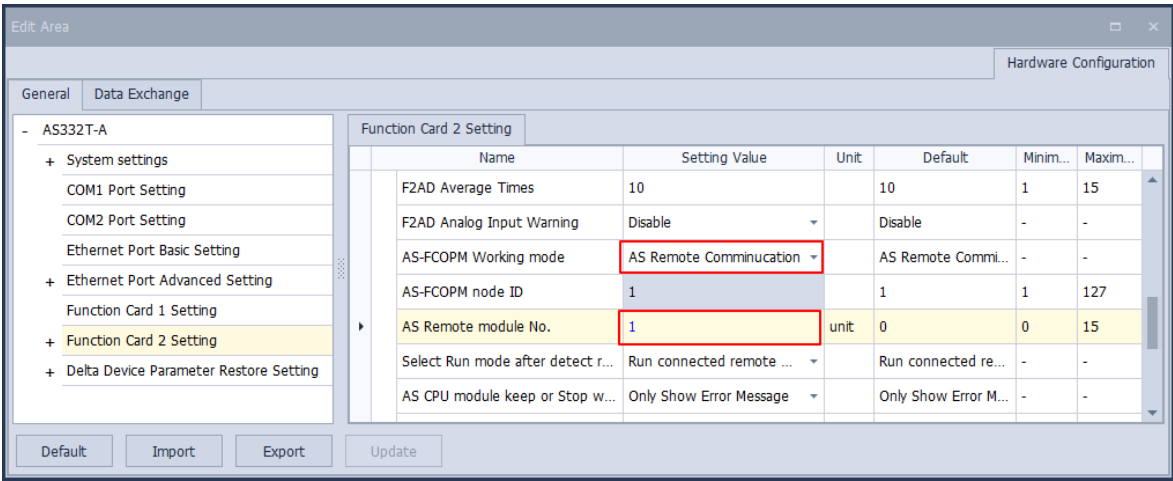 Edit Area
Hardware Configuration
General Data Exchange
- AS332T-A
+ System settings
COM1 Port Setting
COM2 Port Setting
Ethernet Port Basic Setting
+ Ethernet Port Advanced Setting
Function Card 1 Setting
+ Function Card 2 Setting
+ Delta Device Parameter Restore Setting
Function Card 2 Setting
Name Setting Value Unit Default Minim... Maxim...
F2AD Average Times 10 10 1 15
F2AD Analog Input Warning Disable Disable - -
AS-FCOPM Working mode AS Remote Comminucation AS Remote Commi... - -
AS-FCOPM node ID 1 1 1 127
AS Remote module No. 1 unit 0 0 15
Select Run mode after detect r... Run connected remote ... Run connected re... - -
AS CPU module keep or Stop w... Only Show Error Message Only Show Error M... - -
Default Import Export Update